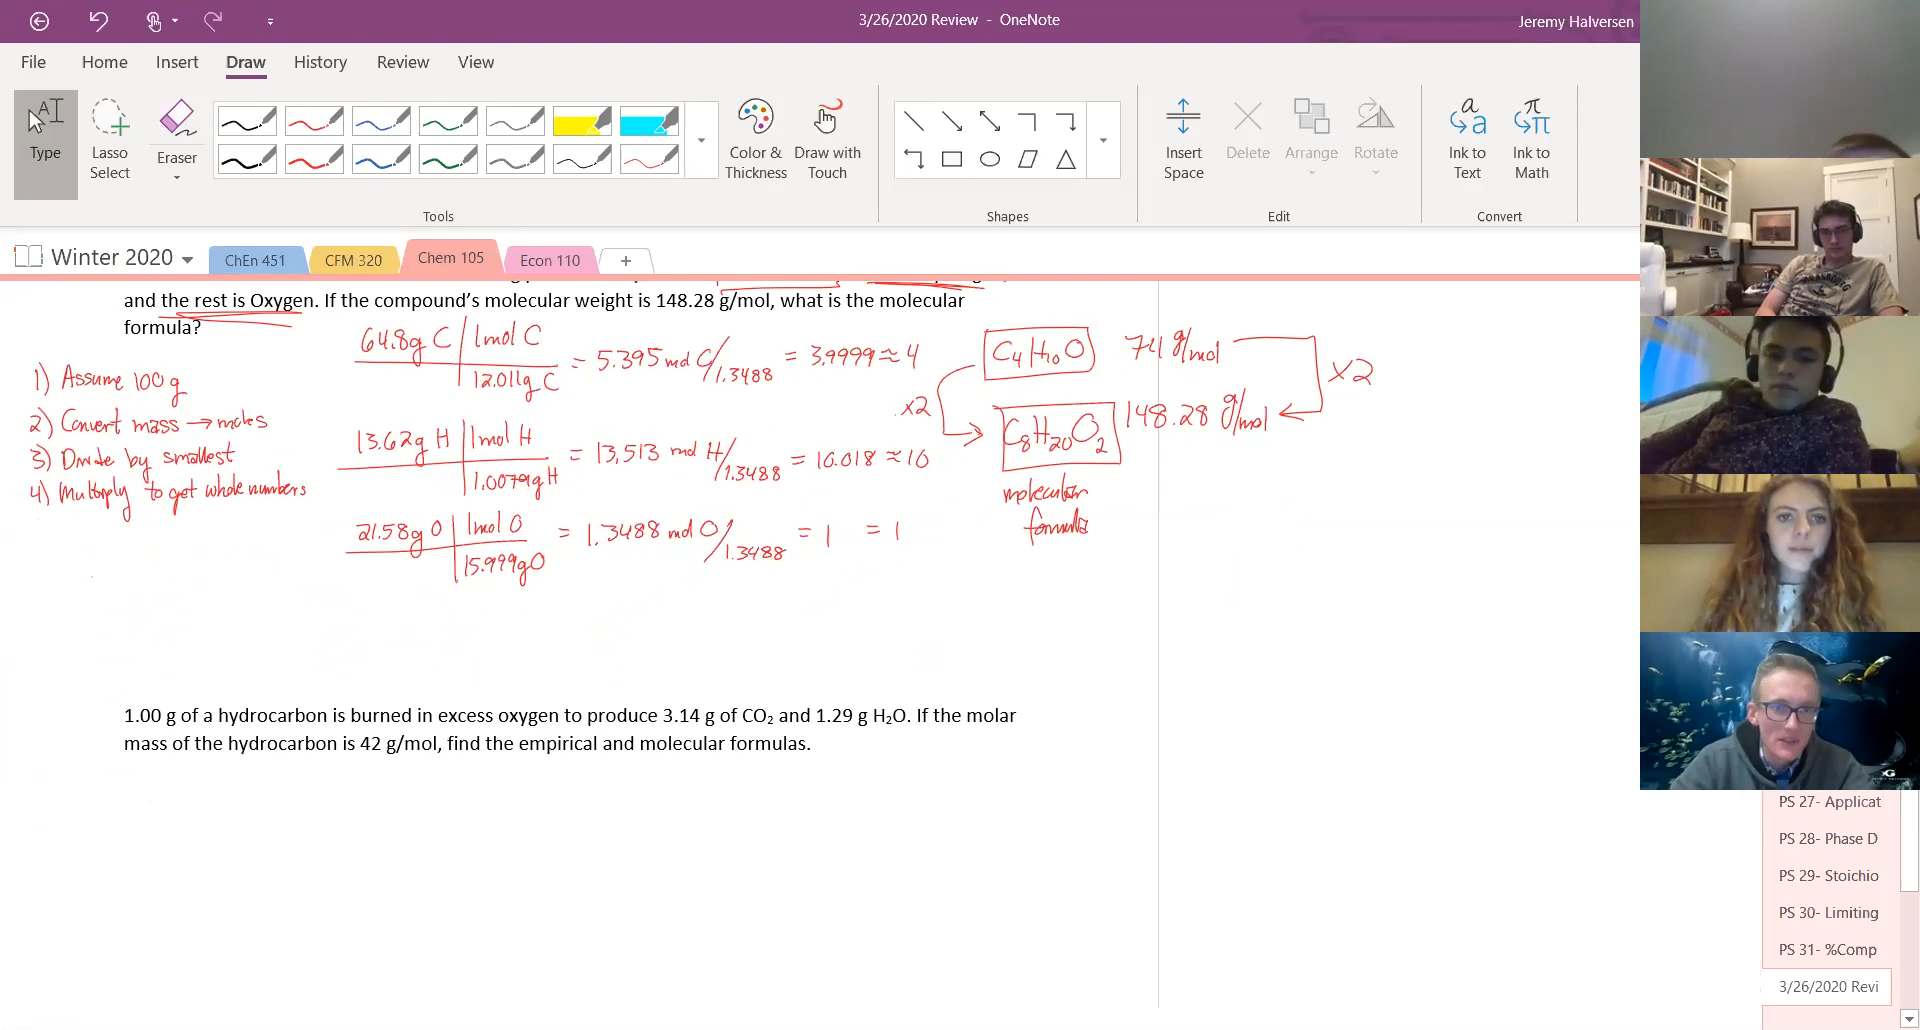 3/26/2020 Review - OneNote
Jeremy Halversen
File Home Insert Draw History Review View
Type Lasso Select Eraser Color & Thickness Draw with Touch Insert Space Delete Arrange Rotate Ink to Text Ink to Math
Tools Shapes Edit Convert
Winter 2020 ChEn 451 CFM 320 Chem 105 Econ 110 +
and the rest is Oxygen. If the compound's molecular weight is 148.28 g/mol, what is the molecular
formula?
1) Assume 100 g
2) Convert mass → moles
3) Divide by smallest
4) Multiply to get whole numbers
64.8g C | 1mol C / 12.011g C = 5.395 mol C/1.3488 = 3.9999 ≈ 4
13.62g H | 1mol H / 1.0079g H = 13.513 mol H/1.3488 = 10.018 ≈ 10
21.58g O | 1mol O / 15.999g O = 1.3488 mol O/1.3488 = 1 = 1
C₄H₁₀O 74 g/mol
x2 x2
C₈H₂₀O₂ 148.28 g/mol
molecular
formula
1.00 g of a hydrocarbon is burned in excess oxygen to produce 3.14 g of CO₂ and 1.29 g H₂O. If the molar
mass of the hydrocarbon is 42 g/mol, find the empirical and molecular formulas.
PS 27- Applicat
PS 28- Phase D
PS 29- Stoichio
PS 30- Limiting
PS 31- %Comp
3/26/2020 Revi